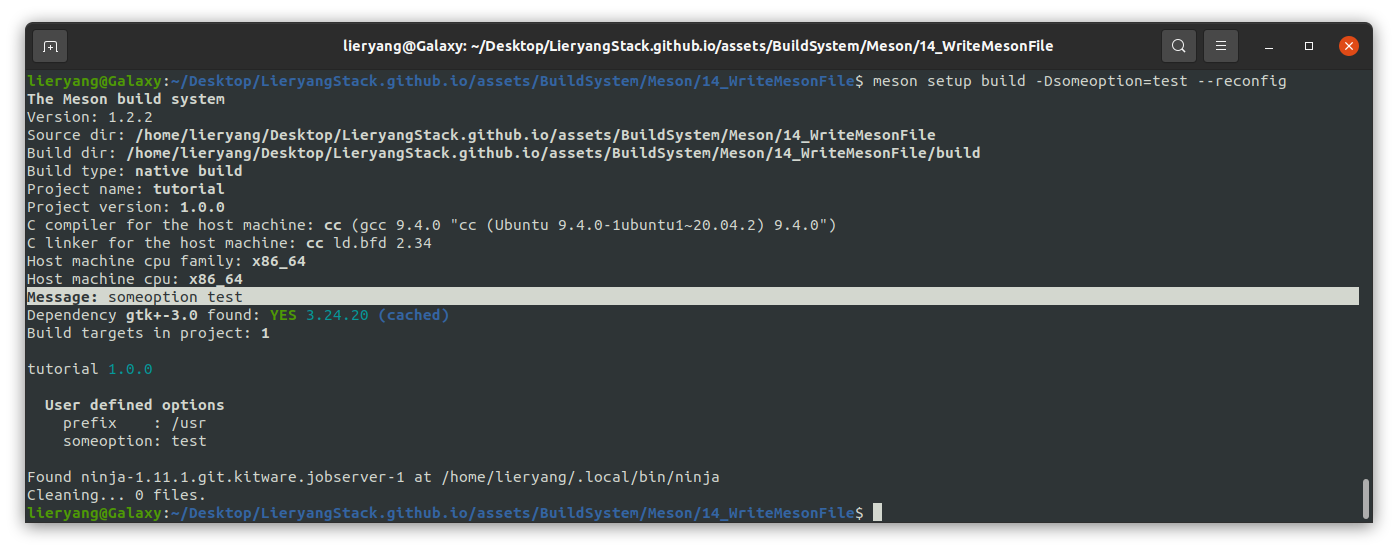 lieryang@Galaxy: ~/Desktop/LieryangStack.github.io/assets/BuildSystem/Meson/14_WriteMesonFile
lieryang@Galaxy:~/Desktop/LieryangStack.github.io/assets/BuildSystem/Meson/14_WriteMesonFile$ meson setup build -Dsomeoption=test --reconfig
The Meson build system
Version: 1.2.2
Source dir: /home/lieryang/Desktop/LieryangStack.github.io/assets/BuildSystem/Meson/14_WriteMesonFile
Build dir: /home/lieryang/Desktop/LieryangStack.github.io/assets/BuildSystem/Meson/14_WriteMesonFile/build
Build type: native build
Project name: tutorial
Project version: 1.0.0
C compiler for the host machine: cc (gcc 9.4.0 "cc (Ubuntu 9.4.0-1ubuntu1~20.04.2) 9.4.0")
C linker for the host machine: cc ld.bfd 2.34
Host machine cpu family: x86_64
Host machine cpu: x86_64
Message: someoption test
Dependency gtk+-3.0 found: YES 3.24.20 (cached)
Build targets in project: 1
tutorial 1.0.0
User defined options
prefix    : /usr
someoption: test
Found ninja-1.11.1.git.kitware.jobserver-1 at /home/lieryang/.local/bin/ninja
Cleaning... 0 files.
lieryang@Galaxy:~/Desktop/LieryangStack.github.io/assets/BuildSystem/Meson/14_WriteMesonFile$